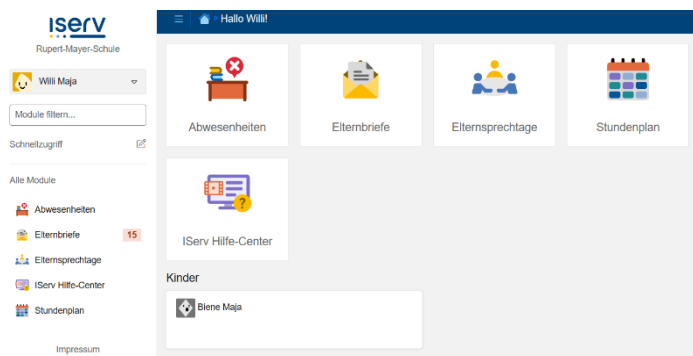 IServ
Rupert-Mayer-Schule
Willi Maja
Module filtern...
Schnellzugriff
Alle Module
Abwesenheiten
Elternbriefe 15
Elternsprechtage
IServ Hilfe-Center
Stundenplan
Impressum
Hallo Willi!
Abwesenheiten
Elternbriefe
Elternsprechtage
Stundenplan
?
IServ Hilfe-Center
Kinder
Biene Maja